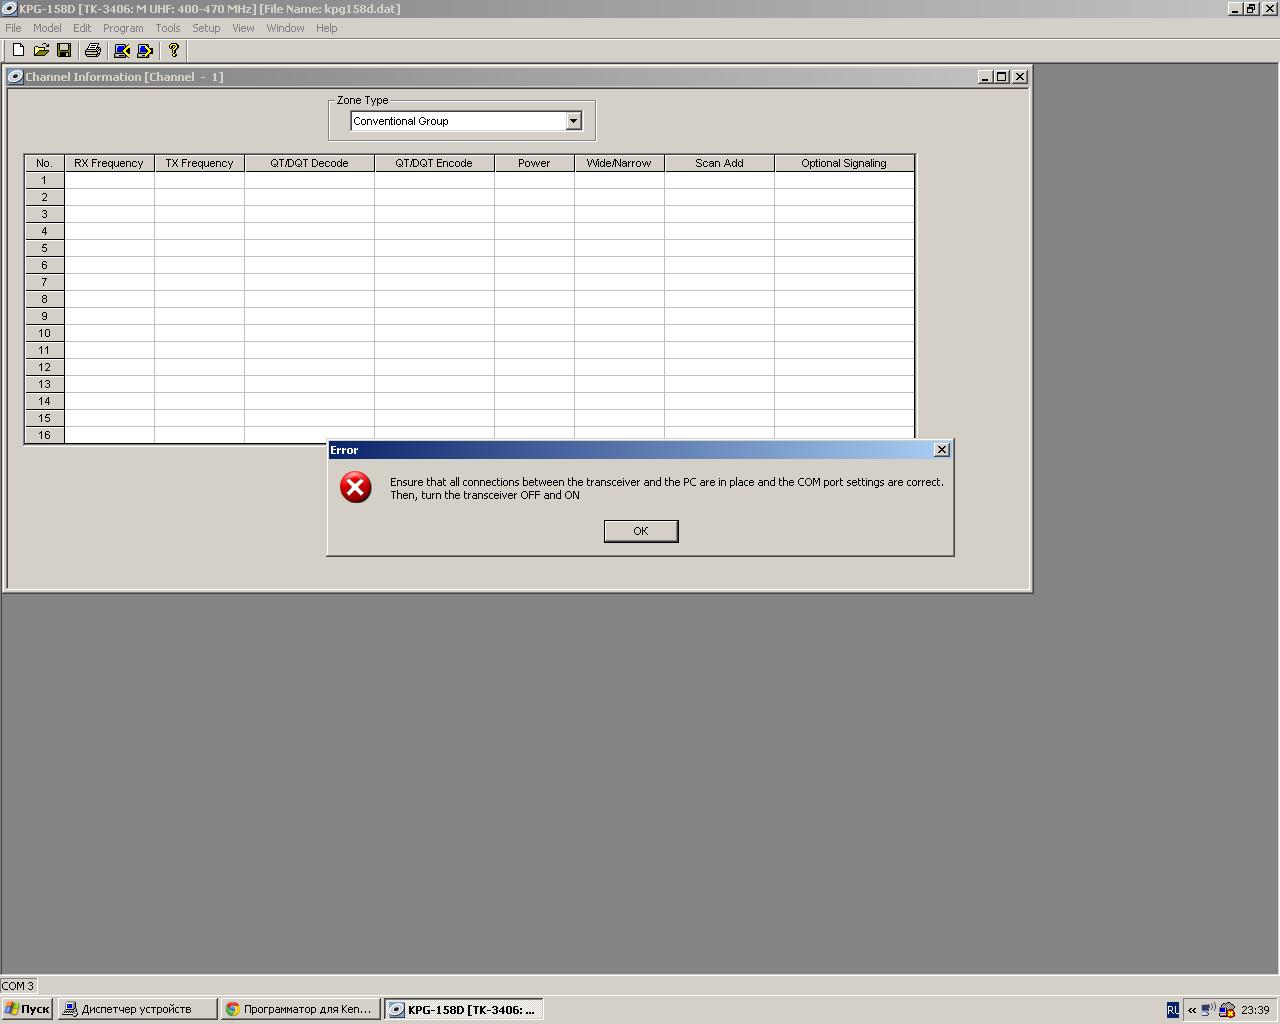 KPG-158D [TK-3406: M UHF: 400-470 MHz] [File Name: kpg158d.dat]
File Model Edit Program Tools Setup View Window Help
Channel Information [Channel - 1]
Zone Type
Conventional Group
No. RX Frequency TX Frequency QT/DQT Decode QT/DQT Encode Power Wide/Narrow Scan Add Optional Signaling
1
2
3
4
5
6
7
8
9
10
11
12
13
14
15
16
Error
Ensure that all connections between the transceiver and the PC are in place and the COM port settings are correct.
Then, turn the transceiver OFF and ON
OK
COM 3
Пуск Диспетчер устройств Программатор для Ken... KPG-158D [TK-3406: ... RL « 23:39